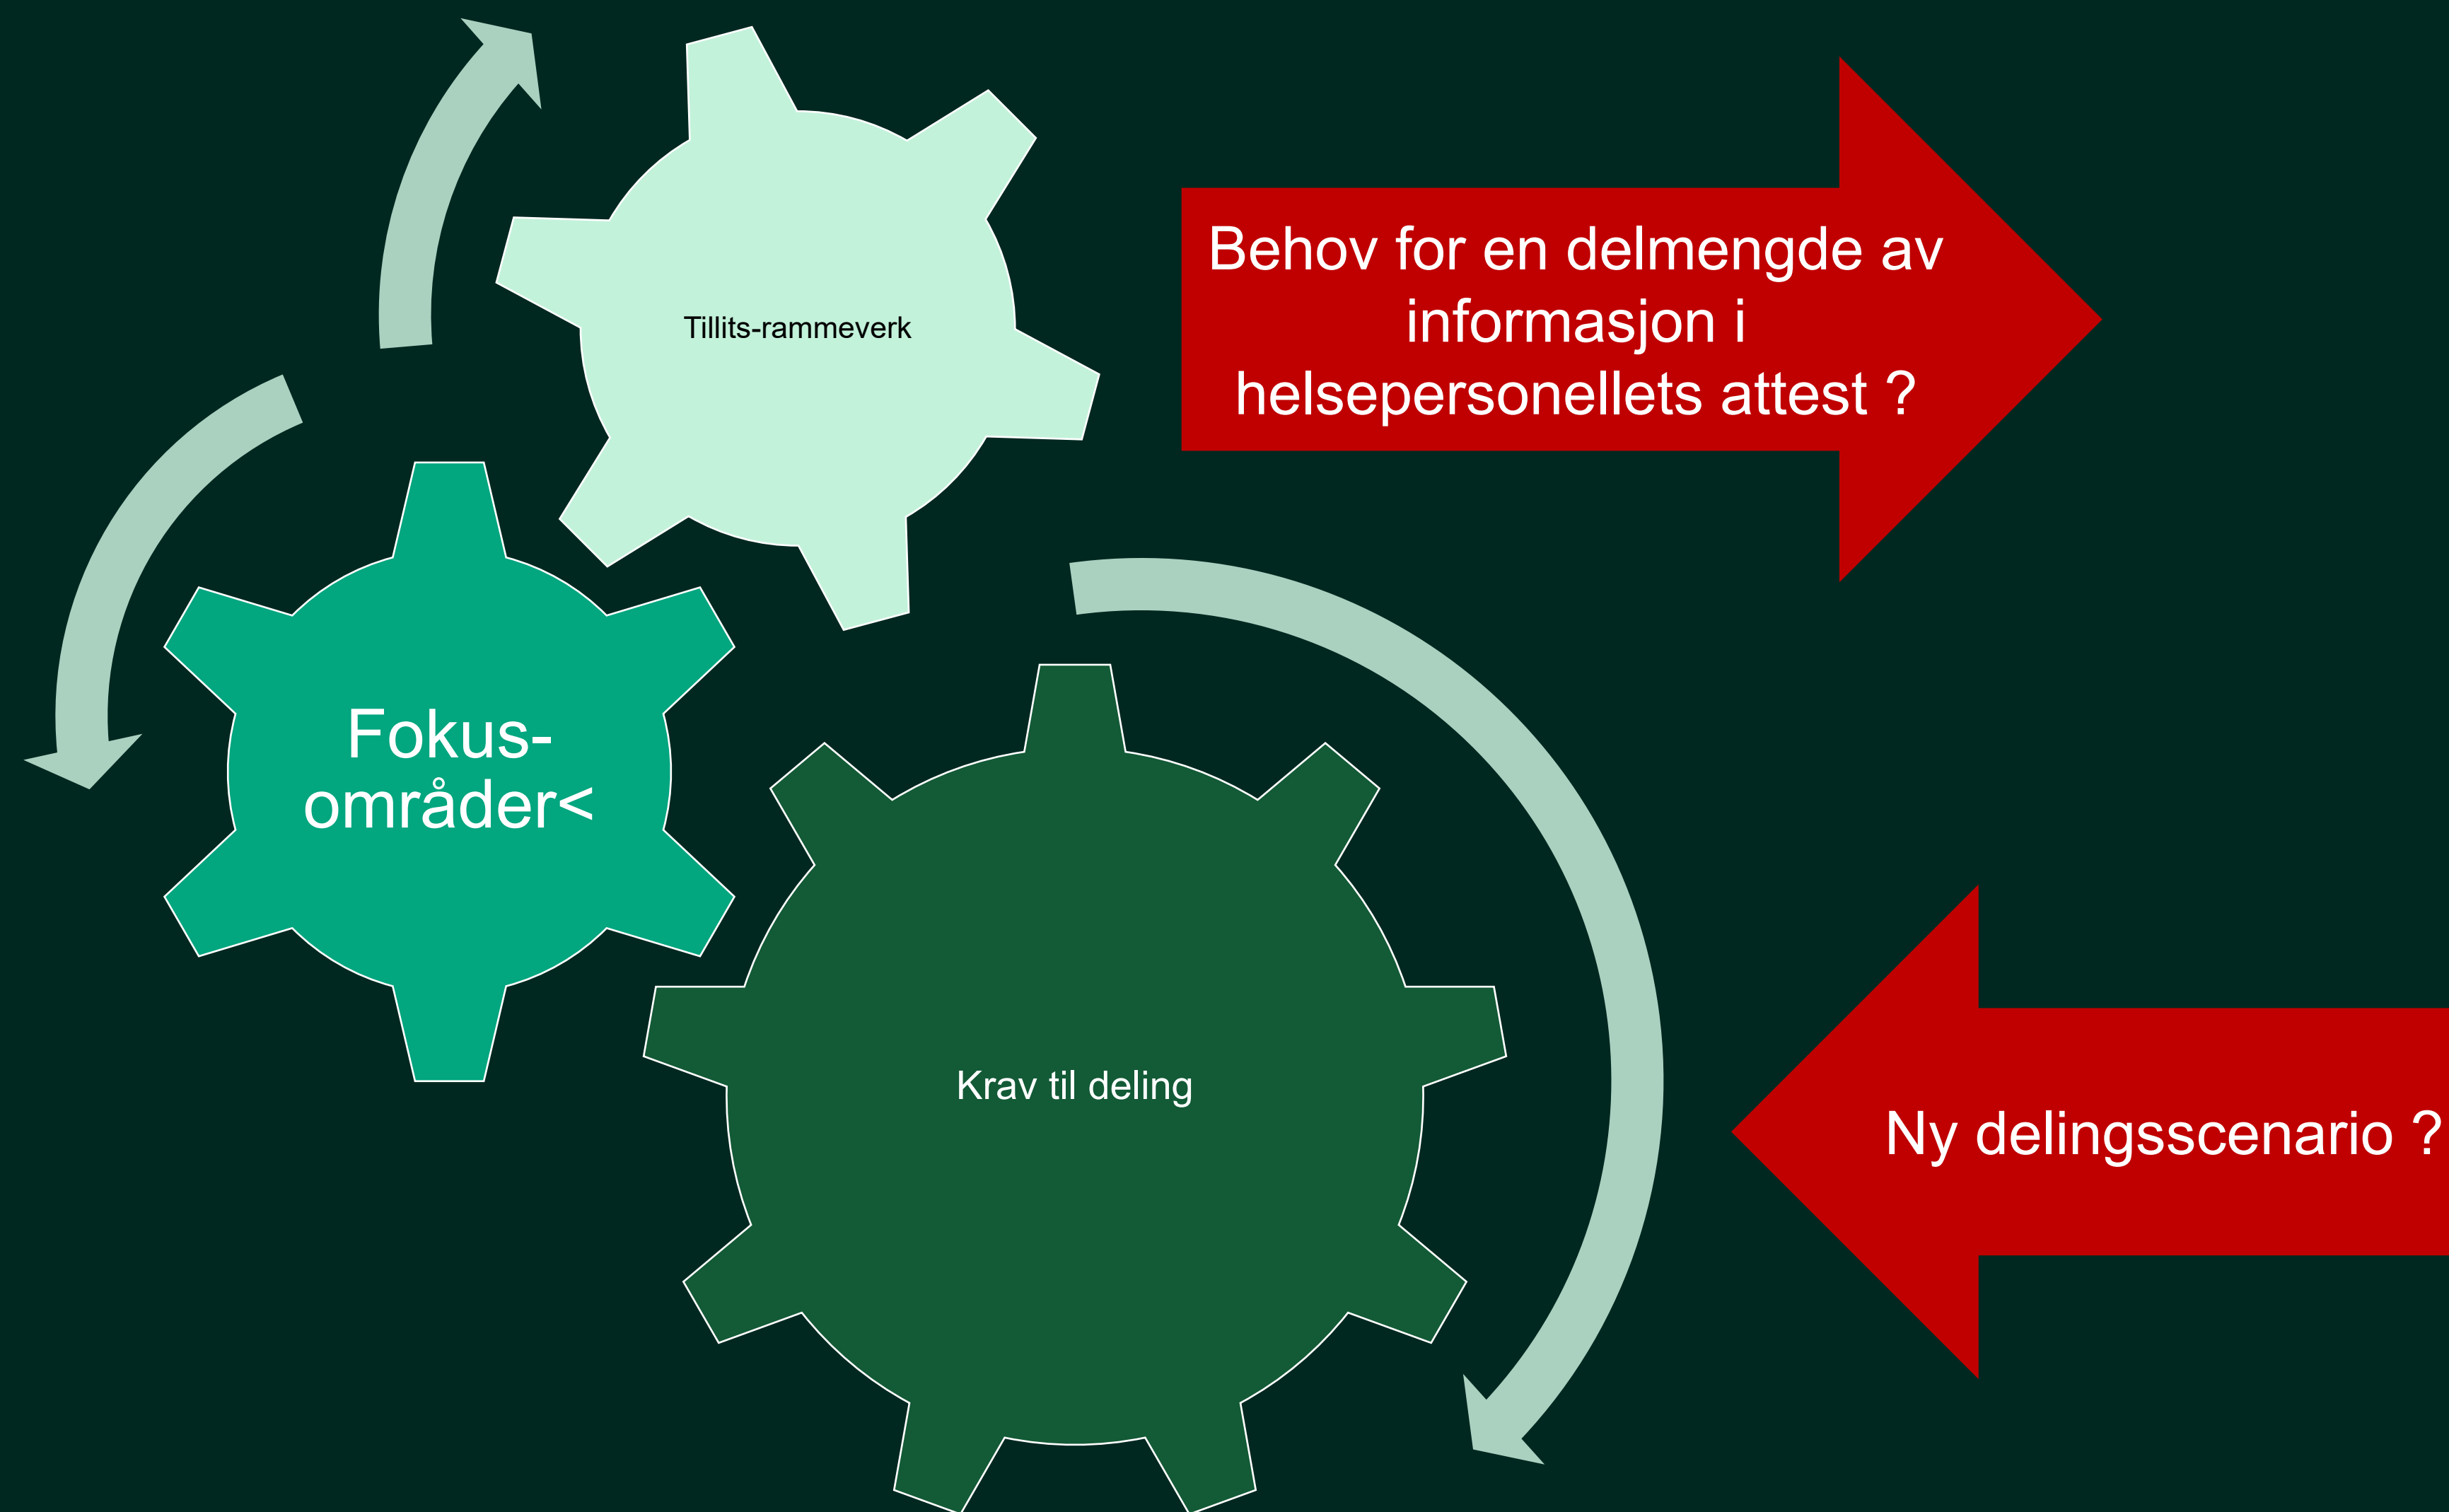 Tillits-rammeverk
Behov for en delmengde av
informasjon i
helsepersonellets attest ?
Fokus-
områder<
Krav til deling
Ny delingsscenario ?